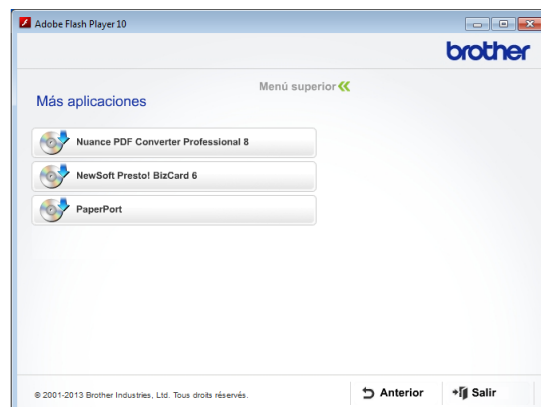 Adobe Flash Player 10
brother
Menú superior
Más aplicaciones
Nuance PDF Converter Professional 8
NewSoft Presto! BizCard 6
PaperPort
© 2001-2013 Brother Industries, Ltd. Tous droits réservés.
Anterior
Salir